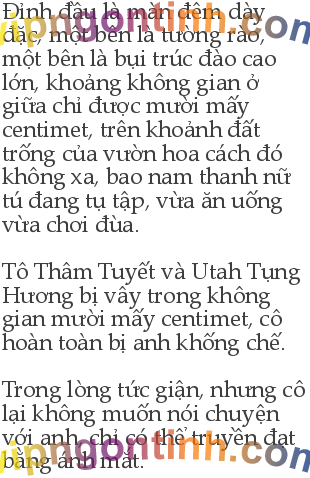 Đỉnh đầu là màn đêm dày
đặc, một bên là tường rào,
một bên là bụi trúc đào cao
lớn, khoảng không gian ở
giữa chỉ được mười mấy
centimet, trên khoảnh đất
trống của vườn hoa cách đó
không xa, bao nam thanh nữ
tú đang tụ tập, vừa ăn uống
vừa chơi đùa.
Tô Thâm Tuyết và Utah Tụng
Hương bị vây trong không
gian mười mấy centimet, cô
hoàn toàn bị anh khống chế.
Trong lòng tức giận, nhưng cô
lại không muốn nói chuyện
với anh, chỉ có thể truyền đạt
bằng ánh mắt.
vipngontinh.com
vipngontinh.com